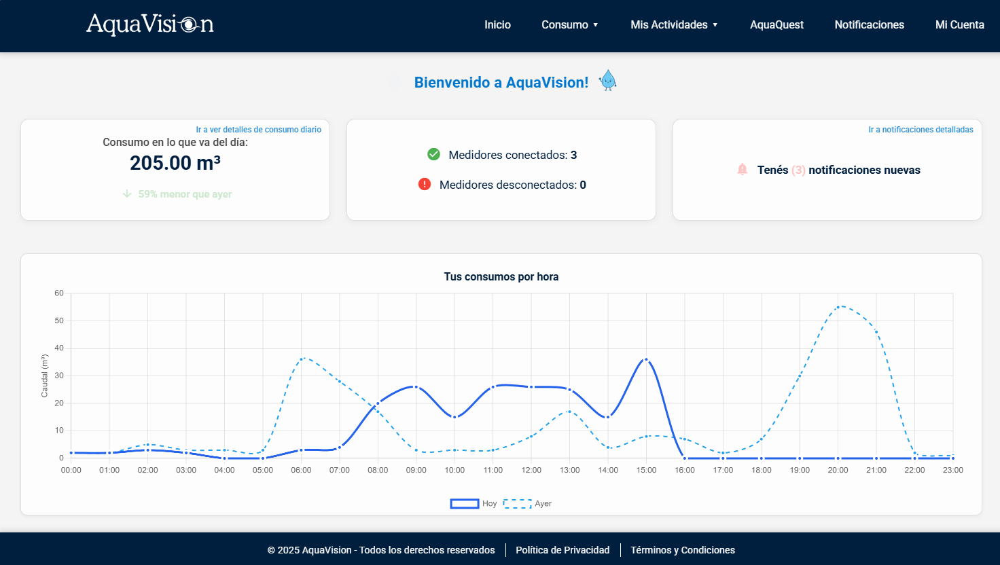 AquaVision
Inicio Consumo ▼ Mis Actividades ▼ AquaQuest Notificaciones Mi Cuenta
Bienvenido a AquaVision!
Ir a ver detalles de consumo diario
Consumo en lo que va del día:
205.00 m³
59% menor que ayer
Medidores conectados: 3
Medidores desconectados: 0
Ir a notificaciones detalladas
Tenés (3) notificaciones nuevas
Tus consumos por hora
Caudal (m³)
60
50
40
30
20
10
0
00:00 01:00 02:00 03:00 04:00 05:00 06:00 07:00 08:00 09:00 10:00 11:00 12:00 13:00 14:00 15:00 16:00 17:00 18:00 19:00 20:00 21:00 22:00 23:00
Hoy Ayer
© 2025 AquaVision - Todos los derechos reservados Política de Privacidad Términos y Condiciones